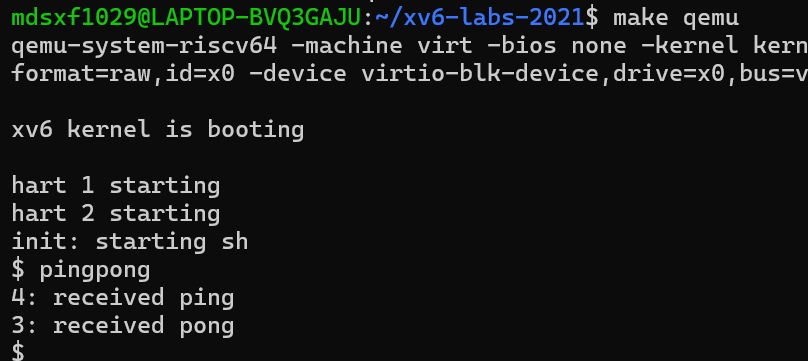 mdsxf1029@LAPTOP-BVQ3GAJU:~/xv6-labs-2021$ make qemu
qemu-system-riscv64 -machine virt -bios none -kernel kern
format=raw,id=x0 -device virtio-blk-device,drive=x0,bus=v
xv6 kernel is booting
hart 1 starting
hart 2 starting
init: starting sh
$ pingpong
4: received ping
3: received pong
$